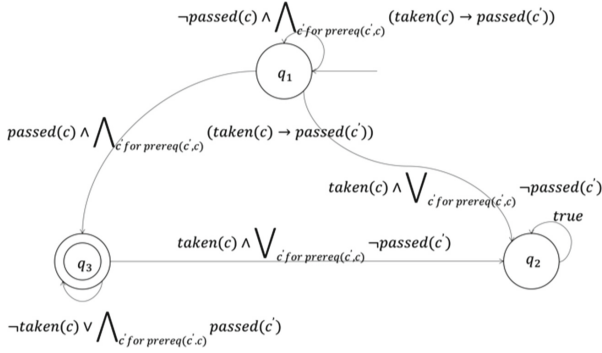 ¬passed(c) ∧ ⋀c' for prereq(c',c) (taken(c) → passed(c'))
q1
passed(c) ∧ ⋀c' for prereq(c',c) (taken(c) → passed(c'))
taken(c) ∧ ⋁c' for prereq(c',c) ¬passed(c')
true
taken(c) ∧ ⋁c' for prereq(c',c) ¬passed(c')
q3
q2
¬taken(c) ∨ ⋀c' for prereq(c',c) passed(c')